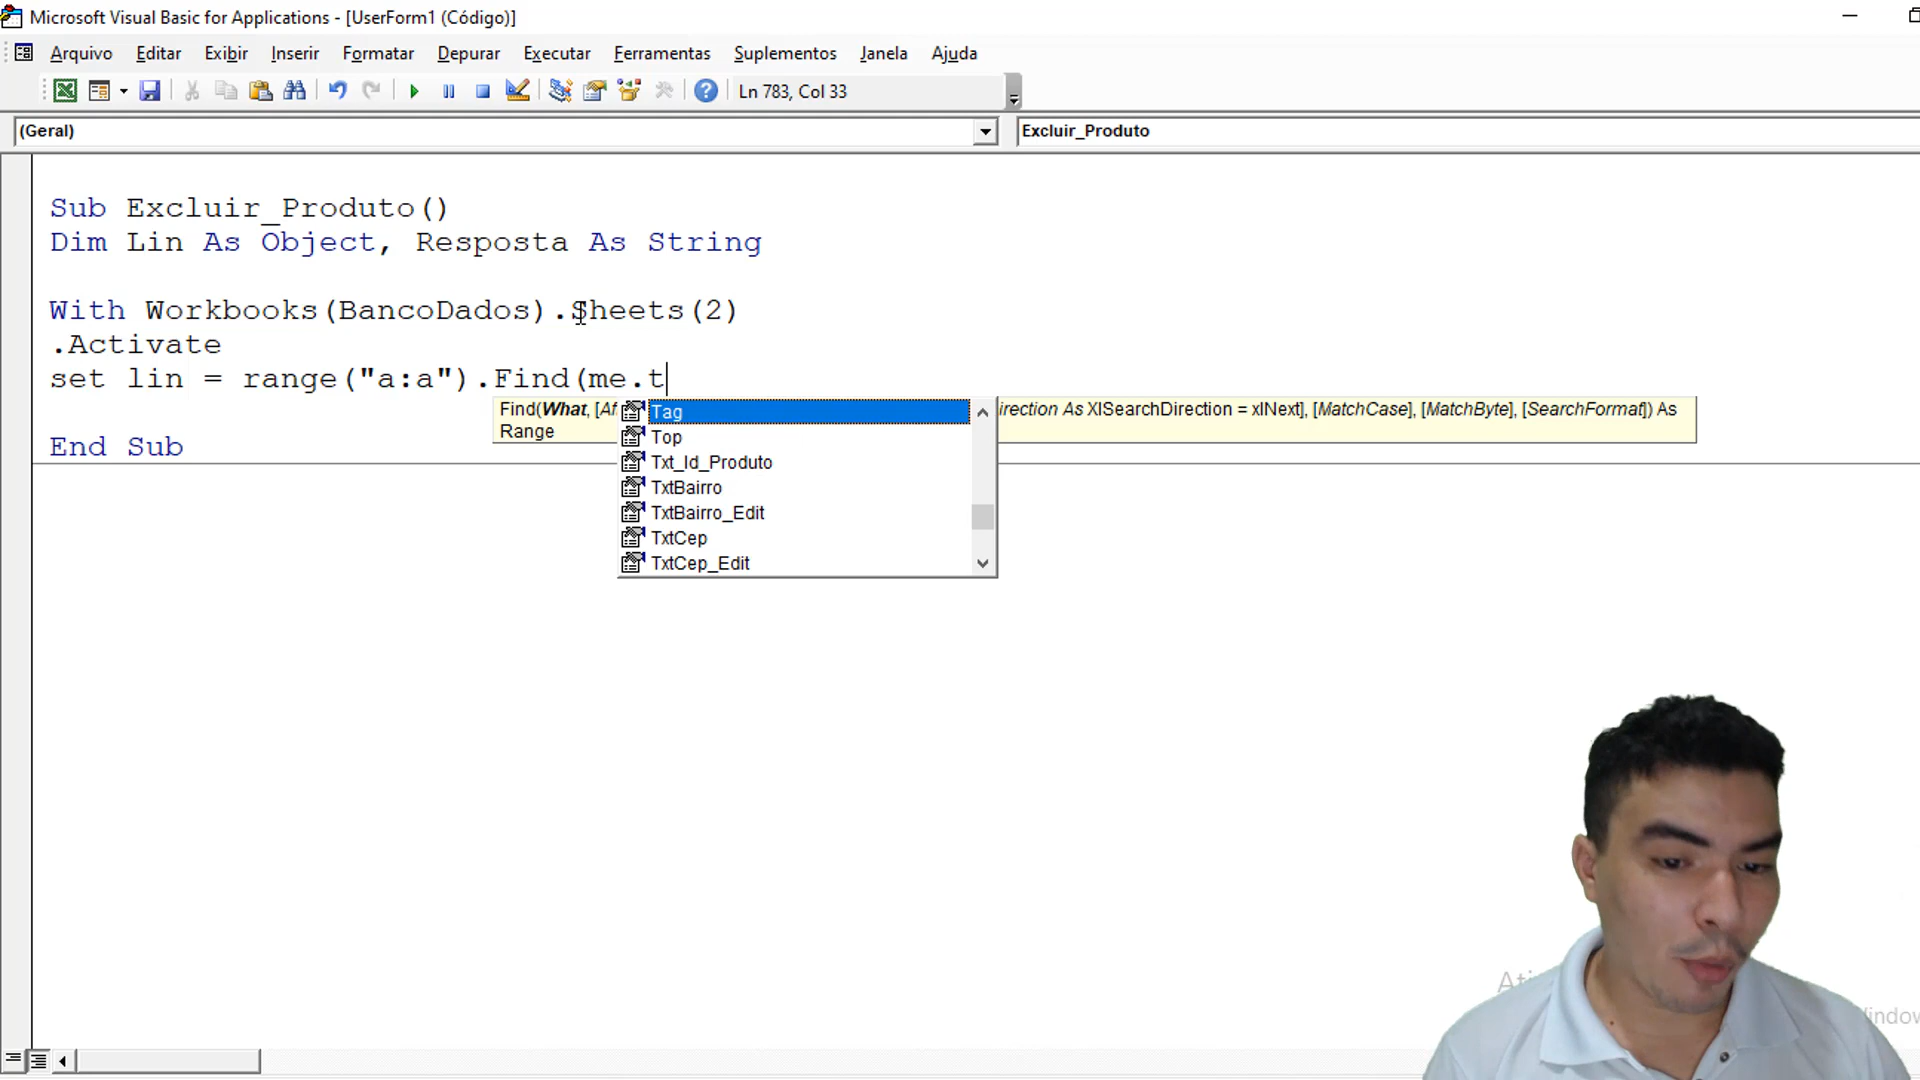 Microsoft Visual Basic for Applications - [UserForm1 (Código)]
Arquivo Editar Exibir Inserir Formatar Depurar Executar Ferramentas Suplementos Janela Ajuda
Ln 783, Col 33
(Geral) Excluir_Produto
Sub Excluir_Produto()
Dim Lin As Object, Resposta As String
With Workbooks(BancoDados).Sheets(2)
.Activate
set lin = range("a:a").Find(me.t
Find(What, [Af
irection As XlSearchDirection = xlNext], [MatchCase], [MatchByte], [SearchFormat]) As
Range
Tag
Top
Txt_Id_Produto
TxtBairro
TxtBairro_Edit
TxtCep
TxtCep_Edit
End Sub